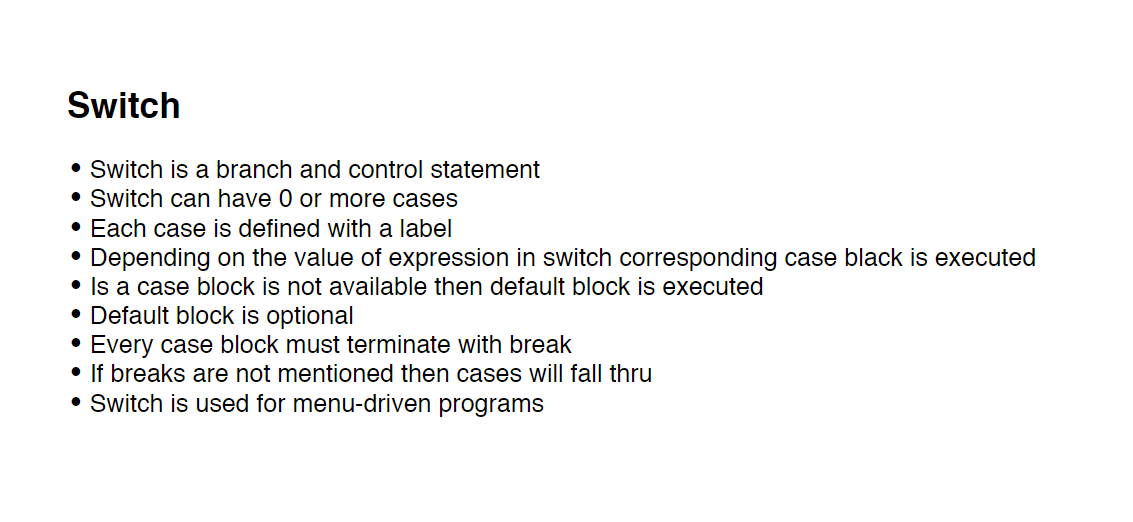 Switch
• Switch is a branch and control statement
• Switch can have 0 or more cases
• Each case is defined with a label
• Depending on the value of expression in switch corresponding case black is executed
• Is a case block is not available then default block is executed
• Default block is optional
• Every case block must terminate with break
• If breaks are not mentioned then cases will fall thru
• Switch is used for menu-driven programs